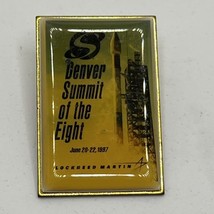 Denver
Summit
of the
Eight
June 20-22, 1997
LOCKHEED MARTIN